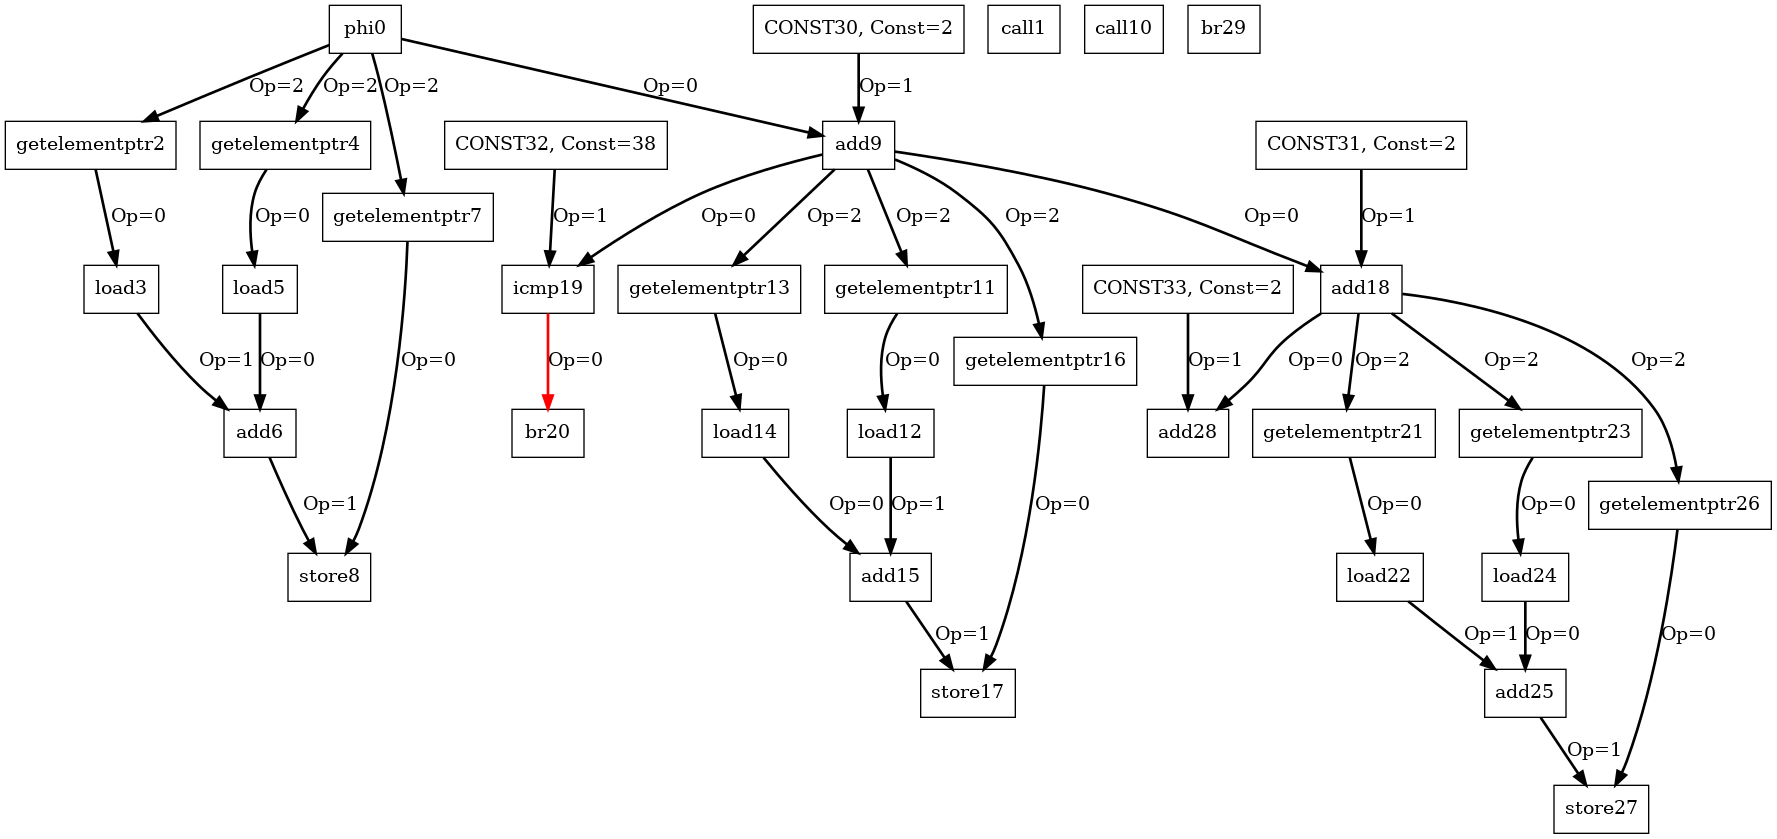 phi0
CONST30, Const=2
call1
call10
br29
Op=2
Op=2
Op=2
Op=0
Op=1
getelementptr2
getelementptr4
CONST32, Const=38
add9
CONST31, Const=2
Op=0
Op=0
getelementptr7
Op=1
Op=0
Op=2
Op=2
Op=2
Op=0
Op=1
load3
load5
icmp19
getelementptr13
getelementptr11
CONST33, Const=2
add18
Op=1
Op=0
Op=0
Op=0
Op=0
Op=0
getelementptr16
Op=1
Op=0
Op=2
Op=2
Op=2
add6
br20
load14
load12
add28
getelementptr21
getelementptr23
Op=1
Op=0
Op=1
Op=0
Op=0
Op=0
getelementptr26
store8
add15
load22
load24
Op=1
Op=1
Op=0
Op=0
store17
add25
Op=1
store27